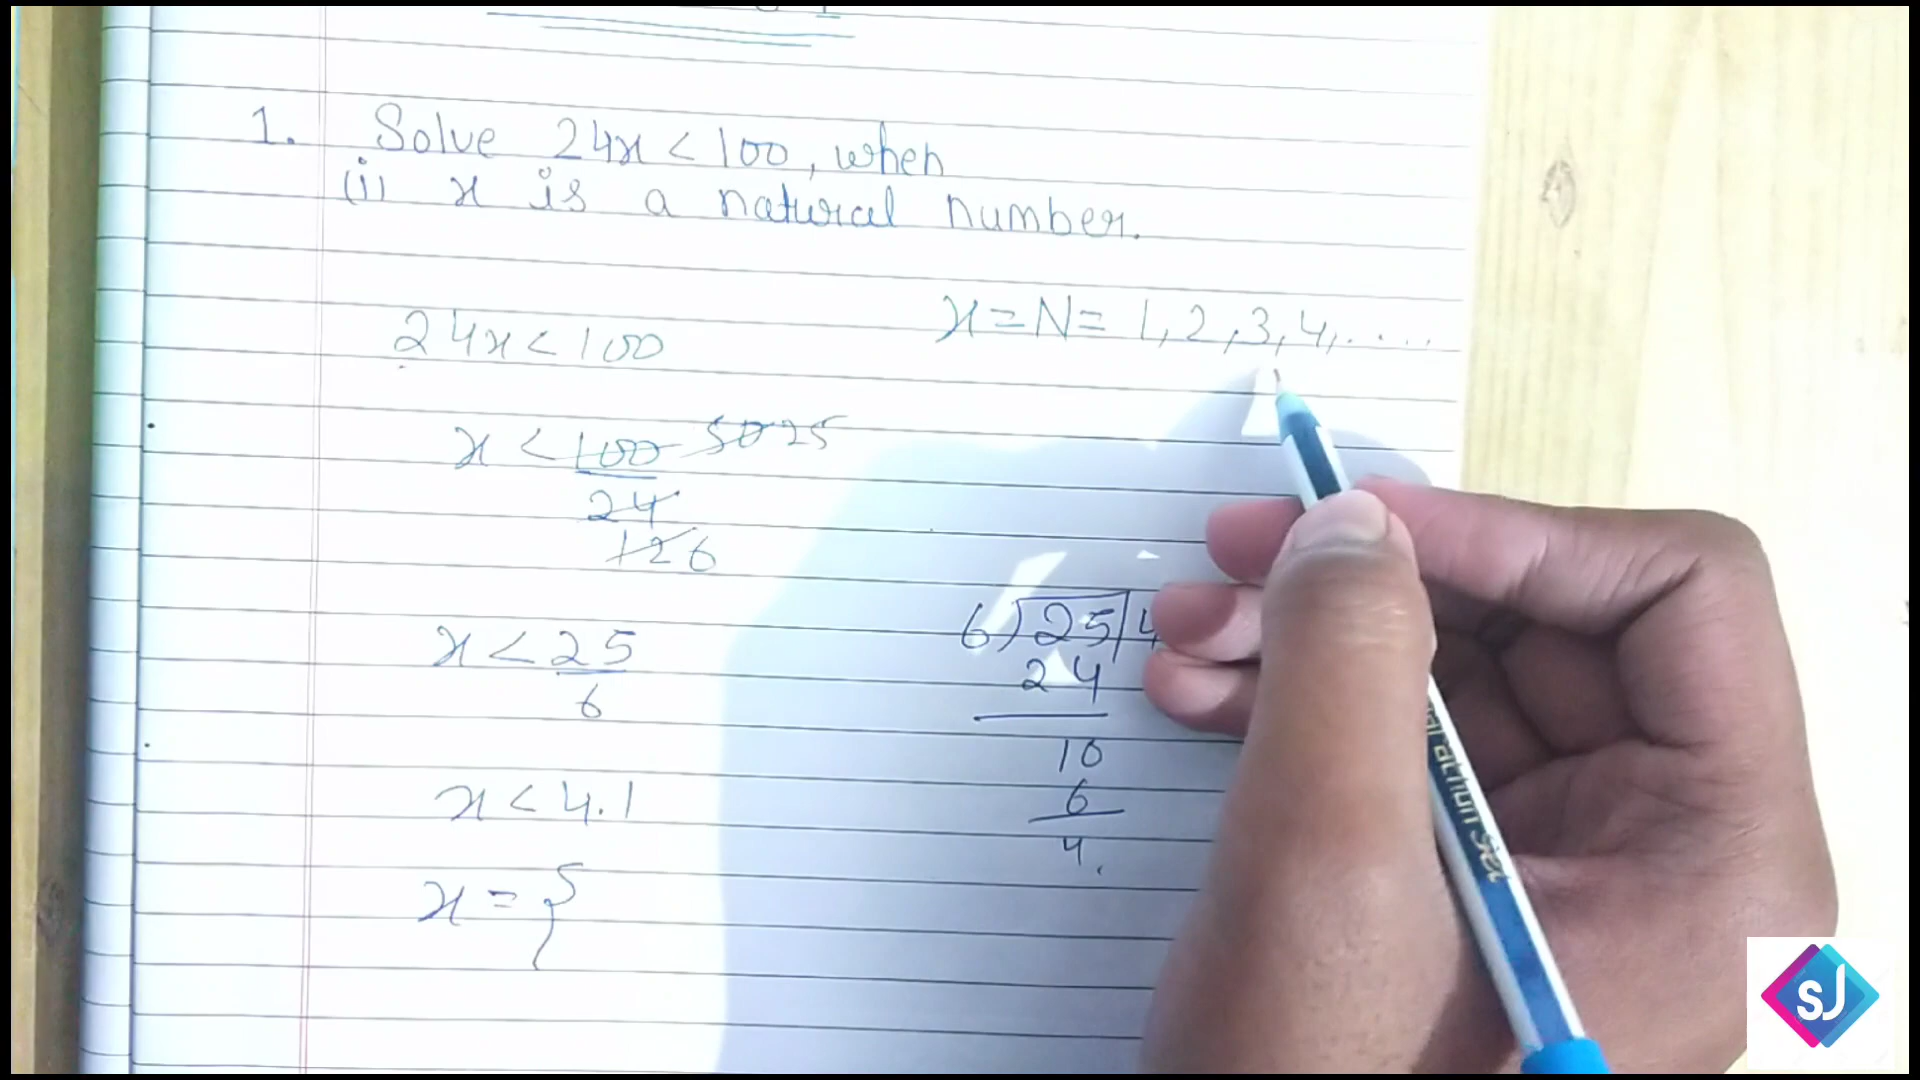 1. Solve 24x < 100, when
(i) x is a natural number.
24x < 100
x = N = 1, 2, 3, 4, .....
x < 100 50 25
24
12 6
x < 25
6
x < 4.1
x = {
6) 25 | 4
24
10
6
4.
SJ